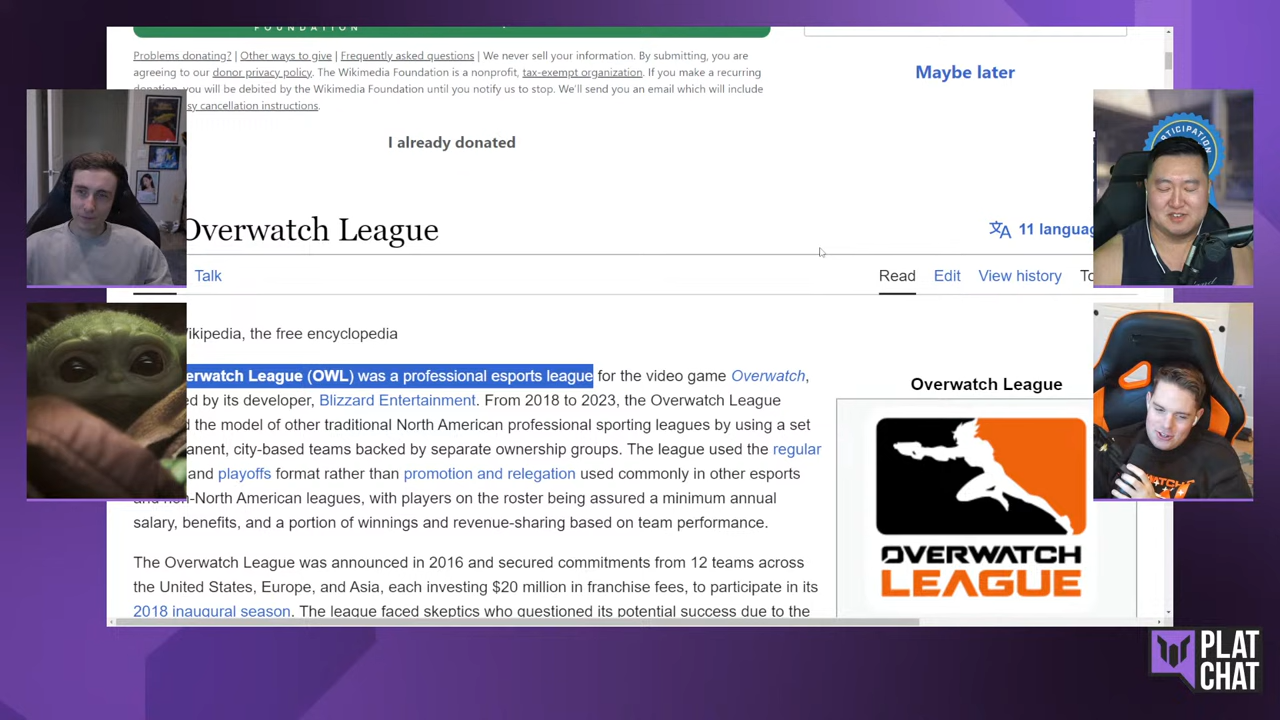 FOUNDATION
Problems donating? | Other ways to give | Frequently asked questions | We never sell your information. By submitting, you are
agreeing to our donor privacy policy. The Wikimedia Foundation is a nonprofit, tax-exempt organization. If you make a recurring
you will be debited by the Wikimedia Foundation until you notify us to stop. We'll send you an email which will include
cancellation instructions.
Maybe later
I already donated
PARTICIPATION
Overwatch League
11 languag
Talk
Read Edit View history To
ikipedia, the free encyclopedia
erwatch League (OWL) was a professional esports league for the video game Overwatch,
ed by its developer, Blizzard Entertainment. From 2018 to 2023, the Overwatch League
d the model of other traditional North American professional sporting leagues by using a set
anent, city-based teams backed by separate ownership groups. The league used the regular
and playoffs format rather than promotion and relegation used commonly in other esports
and non-North American leagues, with players on the roster being assured a minimum annual
salary, benefits, and a portion of winnings and revenue-sharing based on team performance.
The Overwatch League was announced in 2016 and secured commitments from 12 teams across
the United States, Europe, and Asia, each investing $20 million in franchise fees, to participate in its
2018 inaugural season. The league faced skeptics who questioned its potential success due to the
Overwatch League
OVERWATCH
LEAGUE
PLAT
CHAT